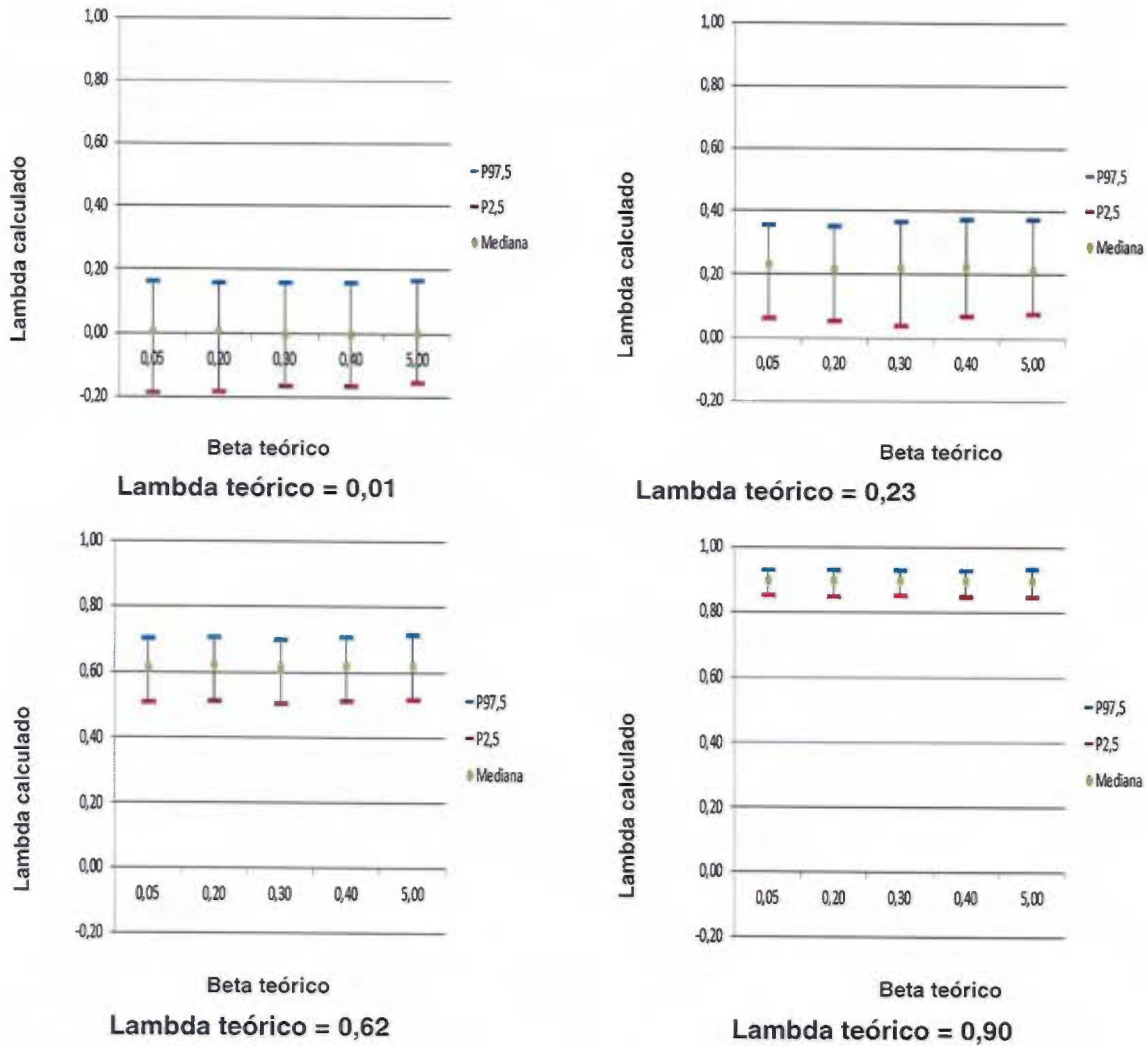 1,00
0,80
0,60
0,40
0,20
0,00
-0,20
0,05 0,20 0,30 0,40 5,00
Lambda calculado
P97,5
P2,5
Mediana
Beta teórico
Lambda teórico = 0,01
1,00
0,80
0,60
0,40
0,20
0,00
-0,20
0,05 0,20 0,30 0,40 5,00
Lambda calculado
P97,5
P2,5
Mediana
Beta teórico
Lambda teórico = 0,23
1,00
0,80
0,60
0,40
0,20
0,00
-0,20
0,05 0,20 0,30 0,40 5,00
Lambda calculado
P97,5
P2,5
Mediana
Beta teórico
Lambda teórico = 0,62
1,00
0,80
0,60
0,40
0,20
0,00
-0,20
0,05 0,20 0,30 0,40 5,00
Lambda calculado
P97,5
P2,5
Mediana
Beta teórico
Lambda teórico = 0,90